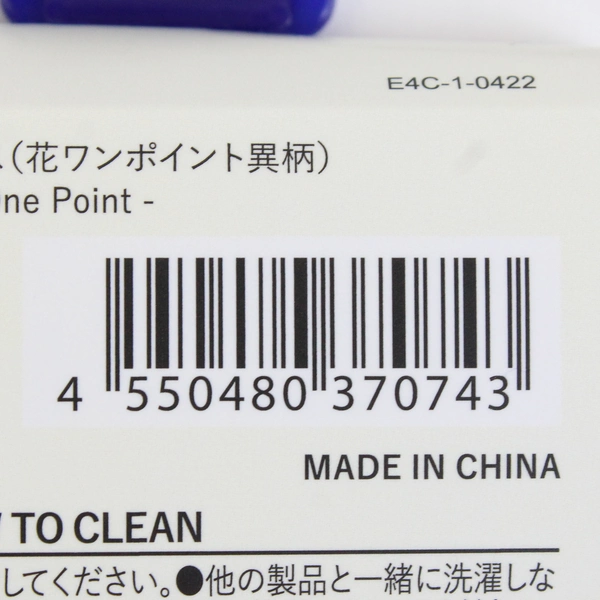 E4C-1-0422
（花ワンポイント異柄）
One Point -
4 550480 370743
MADE IN CHINA
TO CLEAN
してください。●他の製品と一緒に洗濯しな